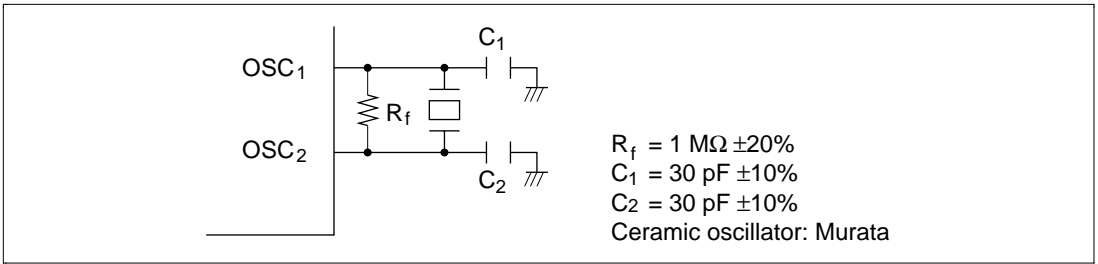 C1
OSC1
Rf
OSC2
C2
Rf = 1 MΩ ±20%
C1 = 30 pF ±10%
C2 = 30 pF ±10%
Ceramic oscillator: Murata